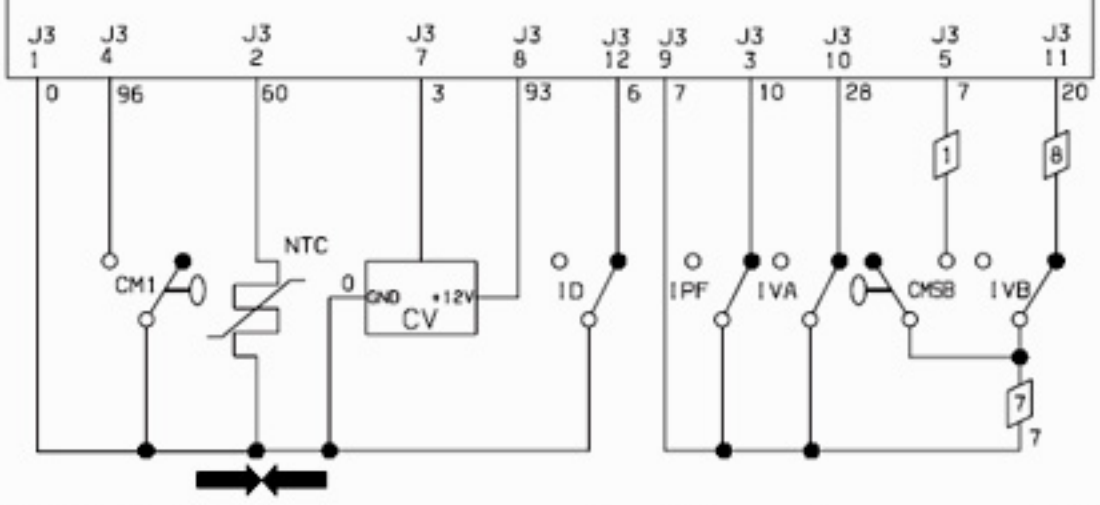 J3 J3 J3 J3 J3 J3 J3 J3 J3 J3 J3
1 4 2 7 8 12 9 3 10 5 11
0 96 60 3 93 6 7 10 28 7 20
1 8
NTC
CM1 0 GND +12V ID IPF IVA CMSB IVB
CV
7
7